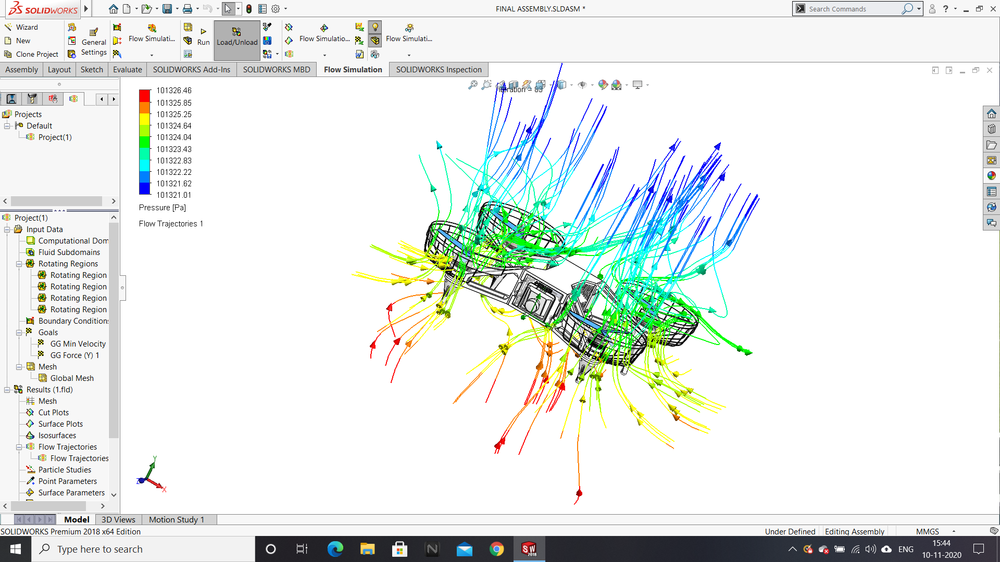 SOLIDWORKS
FINAL ASSEMBLY.SLDASM *
Search Commands
?
Wizard
New
Clone Project
General
Settings
Flow Simulati...
Run
Load/Unload
Flow Simulatio...
Flow Simulati...
Assembly
Layout
Sketch
Evaluate
SOLIDWORKS Add-Ins
SOLIDWORKS MBD
Flow Simulation
SOLIDWORKS Inspection
Projects
Default
Project(1)
Iteration = 83
101326.46
101325.85
101325.25
101324.64
101324.04
101323.43
101322.83
101322.22
101321.62
101321.01
Pressure [Pa]
Flow Trajectories 1
Project(1)
Input Data
Computational Dom
Fluid Subdomains
Rotating Regions
Rotating Region
Rotating Region
Rotating Region
Rotating Region
Boundary Conditions
Goals
GG Min Velocity
GG Force (Y) 1
Mesh
Global Mesh
Results (1.fld)
Mesh
Cut Plots
Surface Plots
Isosurfaces
Flow Trajectories
Flow Trajectories
Particle Studies
Point Parameters
Surface Parameters
Y
Z
X
Model
3D Views
Motion Study 1
SOLIDWORKS Premium 2018 x64 Edition
Under Defined
Editing Assembly
MMGS
Type here to search
N
SW
2018
ENG
15:44
10-11-2020